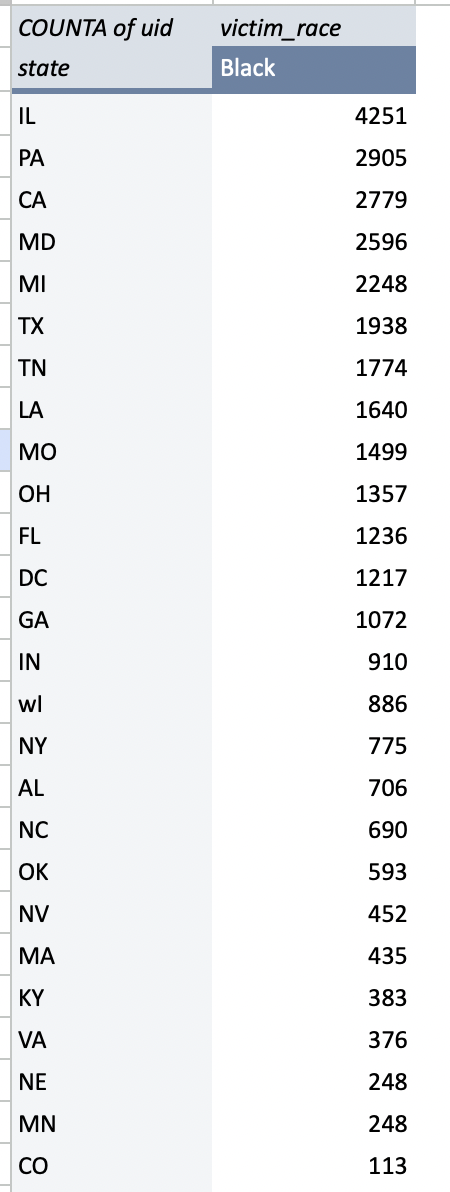 COUNTA of uid victim_race
state Black
IL 4251
PA 2905
CA 2779
MD 2596
MI 2248
TX 1938
TN 1774
LA 1640
MO 1499
OH 1357
FL 1236
DC 1217
GA 1072
IN 910
wI 886
NY 775
AL 706
NC 690
OK 593
NV 452
MA 435
KY 383
VA 376
NE 248
MN 248
CO 113